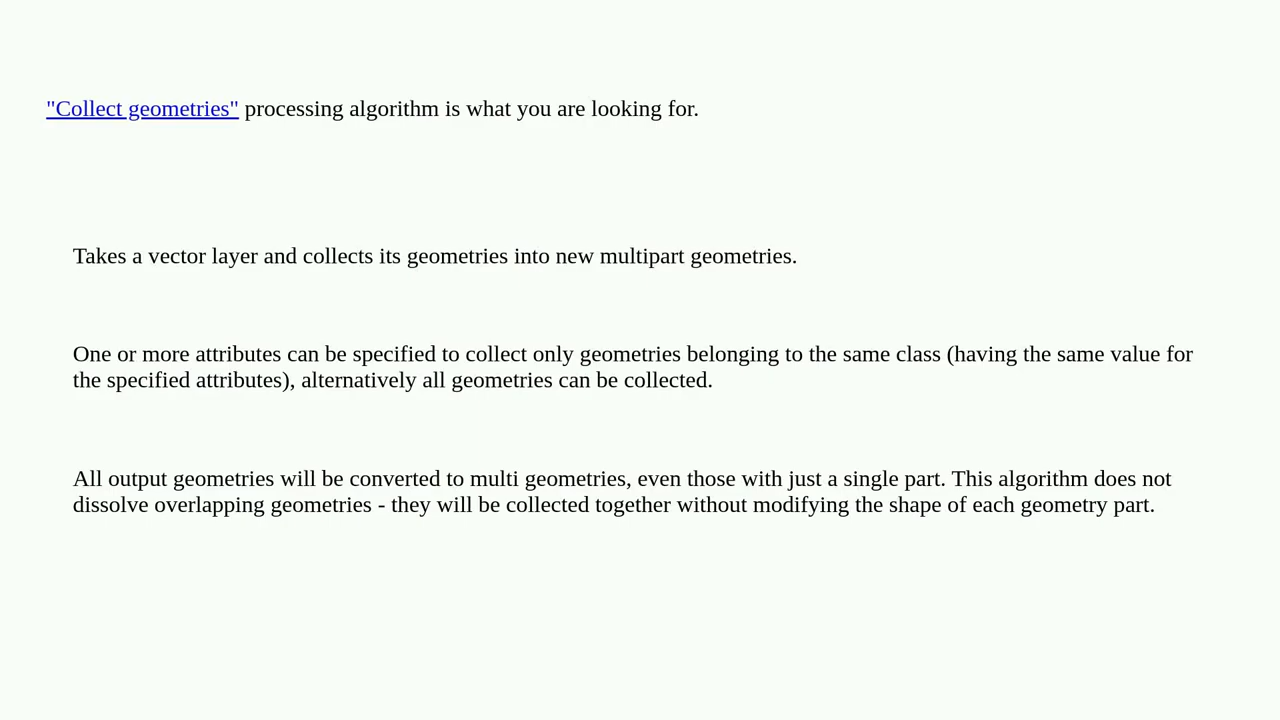 "Collect geometries" processing algorithm is what you are looking for.
Takes a vector layer and collects its geometries into new multipart geometries.
One or more attributes can be specified to collect only geometries belonging to the same class (having the same value for
the specified attributes), alternatively all geometries can be collected.
All output geometries will be converted to multi geometries, even those with just a single part. This algorithm does not
dissolve overlapping geometries - they will be collected together without modifying the shape of each geometry part.